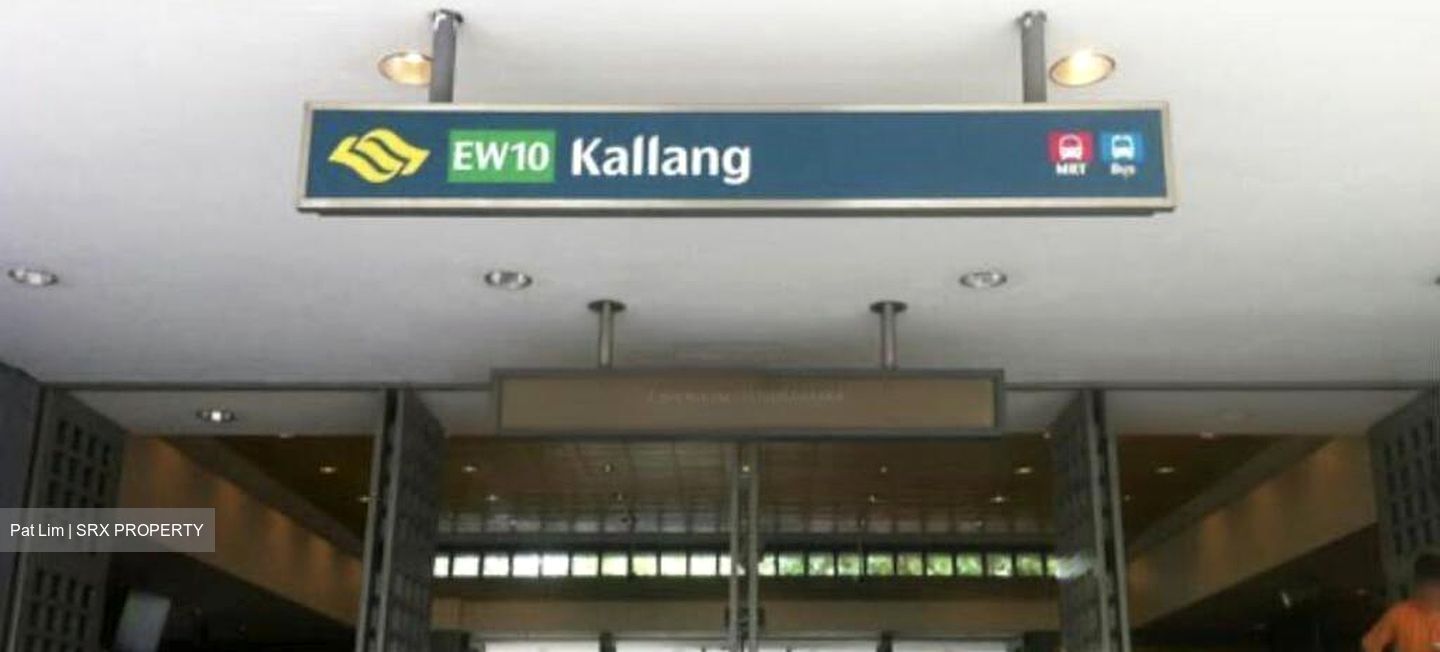 EW10 Kallang
MRT Bus
Pat Lim | SRX PROPERTY